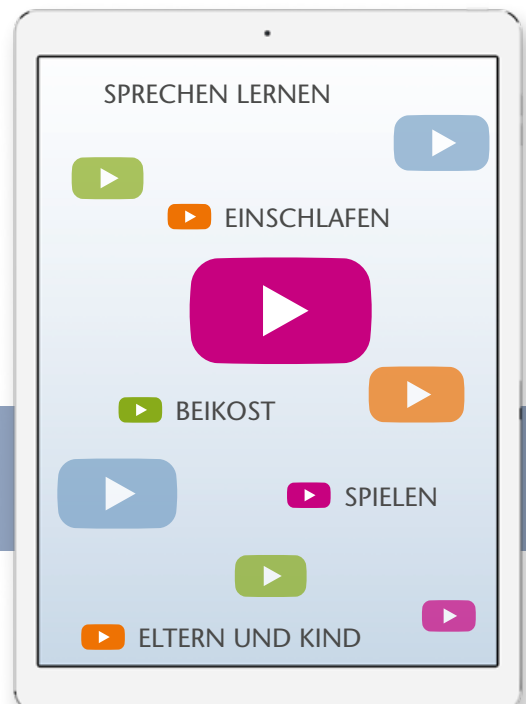 SPRECHEN LERNEN
EINSCHLAFEN
BEIKOST
SPIELEN
ELTERN UND KIND